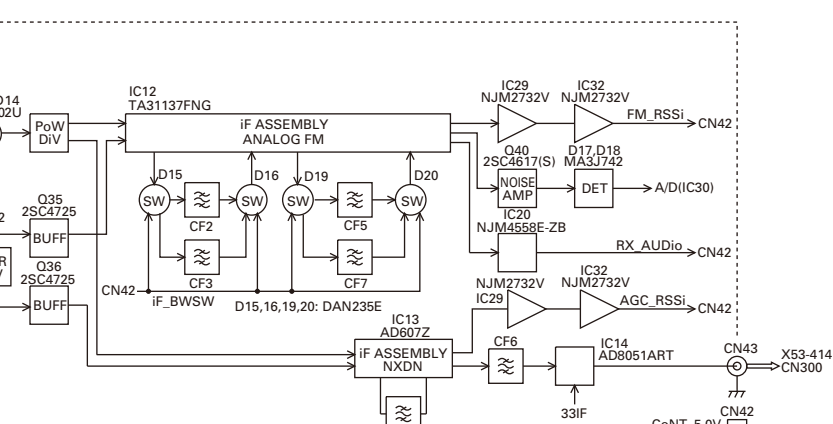 IC12
TA31137FNG
D14
02U
PoW
DiV
iF ASSEMBLY
ANALOG FM
IC29
NJM2732V
IC32
NJM2732V
FM_RSSi
CN42
Q40
2SC4617(S)
D17,D18
MA3J742
NOISE
AMP
DET
A/D(IC30)
D15
D16
D19
D20
SW
SW
SW
SW
CF2
CF5
CF3
CF7
Q35
2SC4725
2
BUFF
R
Q36
2SC4725
BUFF
IC20
NJM4558E-ZB
RX_AUDio
CN42
CN42
iF_BWSW
D15,16,19,20: DAN235E
NJM2732V
IC29
IC32
NJM2732V
AGC_RSSi
CN42
IC13
AD607Z
iF ASSEMBLY
NXDN
CF6
IC14
AD8051ART
33IF
CN43
X53-414
CN300
CN42